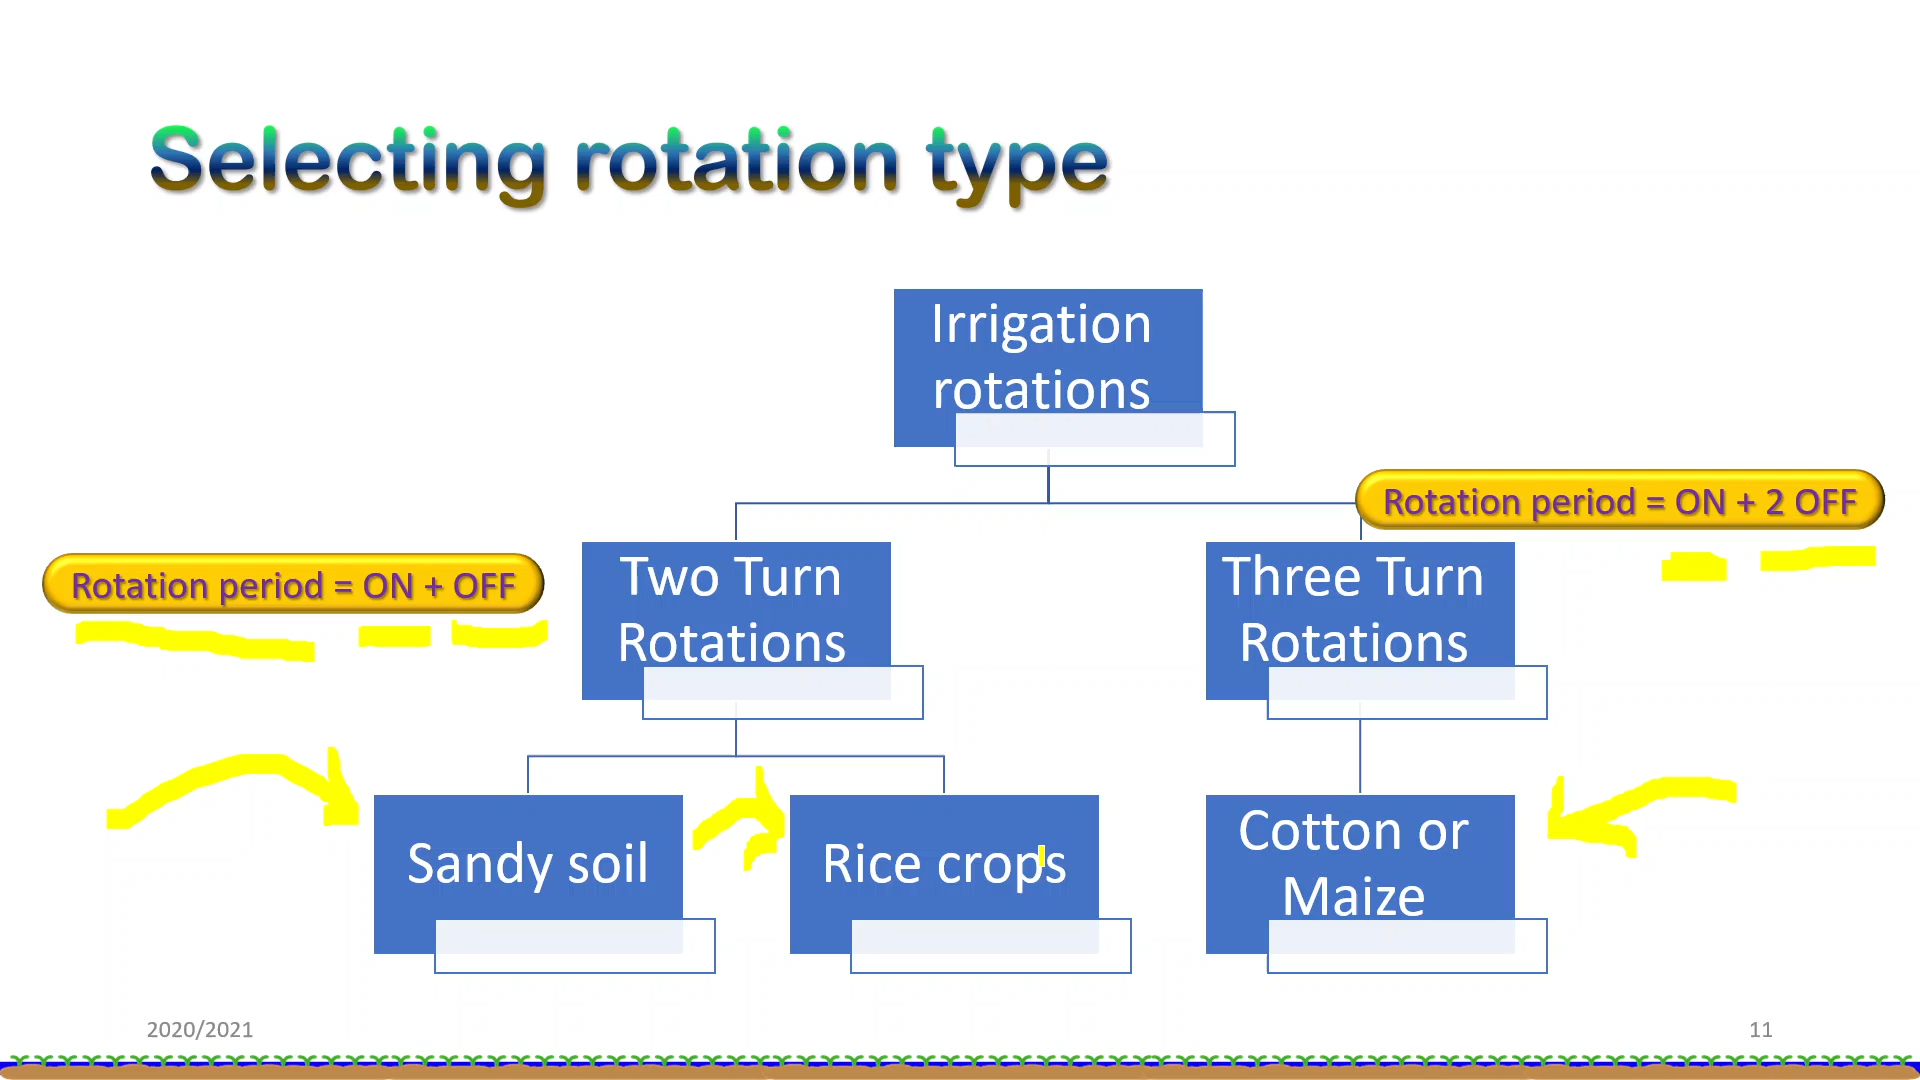 Selecting rotation type
Irrigation
rotations
Rotation period = ON + 2 OFF
Rotation period = ON + OFF
Two Turn
Rotations
Three Turn
Rotations
Sandy soil
Rice crops
Cotton or
Maize
2020/2021
11